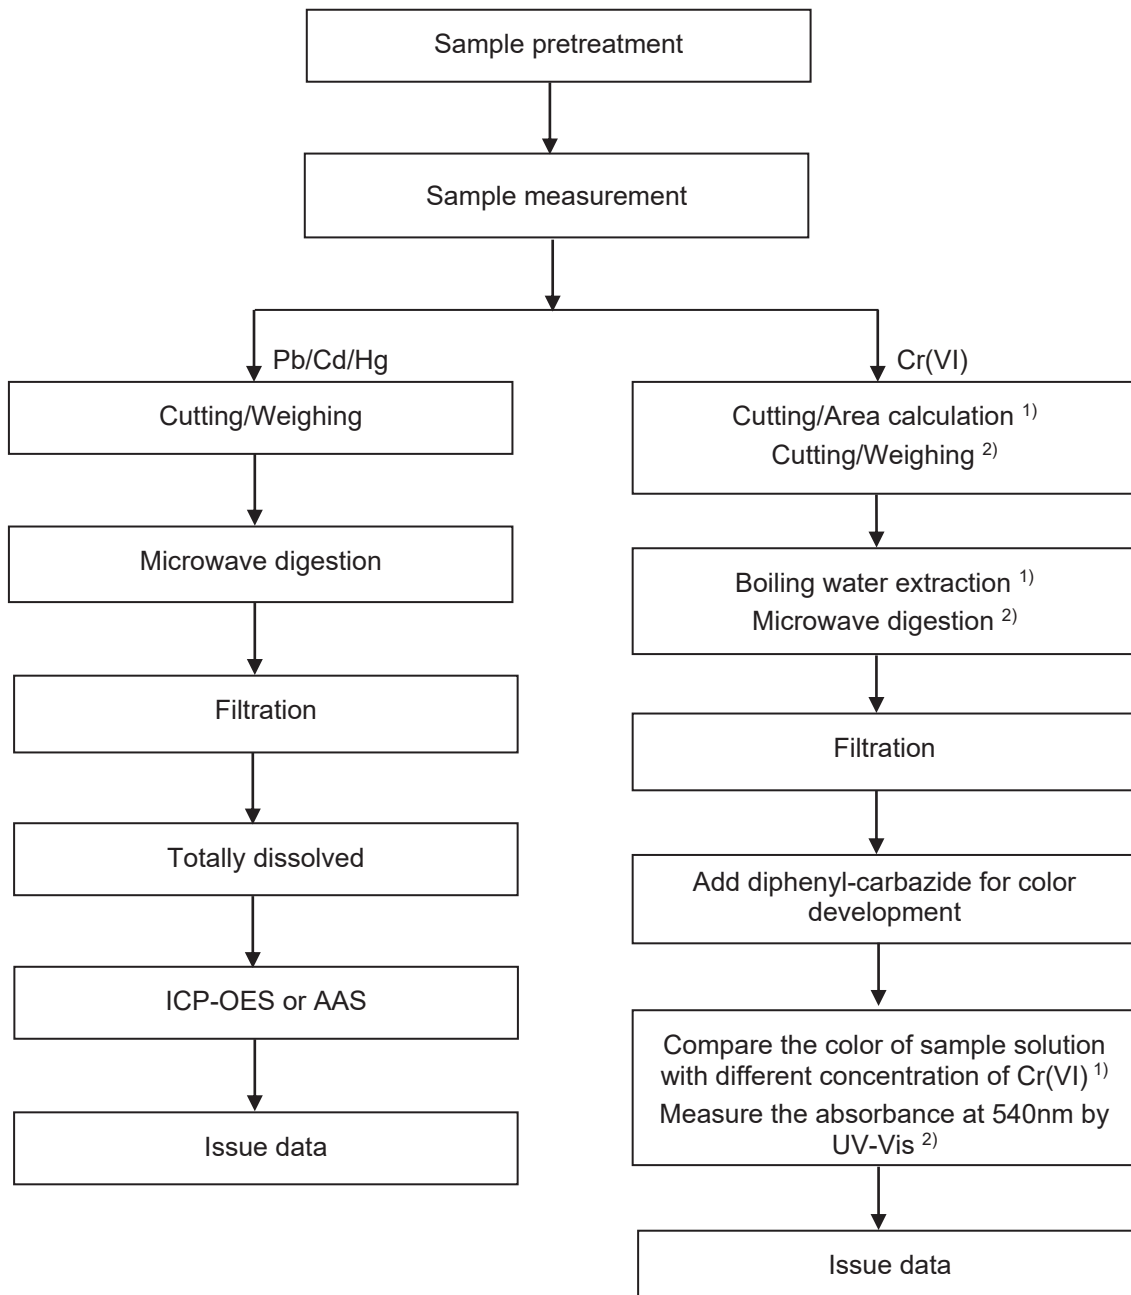 Sample pretreatment
Sample measurement
Pb/Cd/Hg
Cutting/Weighing
Microwave digestion
Filtration
Totally dissolved
ICP-OES or AAS
Issue data
Cr(VI)
Cutting/Area calculation 1)
Cutting/Weighing 2)
Boiling water extraction 1)
Microwave digestion 2)
Filtration
Add diphenyl-carbazide for color
development
Compare the color of sample solution
with different concentration of Cr(VI) 1)
Measure the absorbance at 540nm by
UV-Vis 2)
Issue data